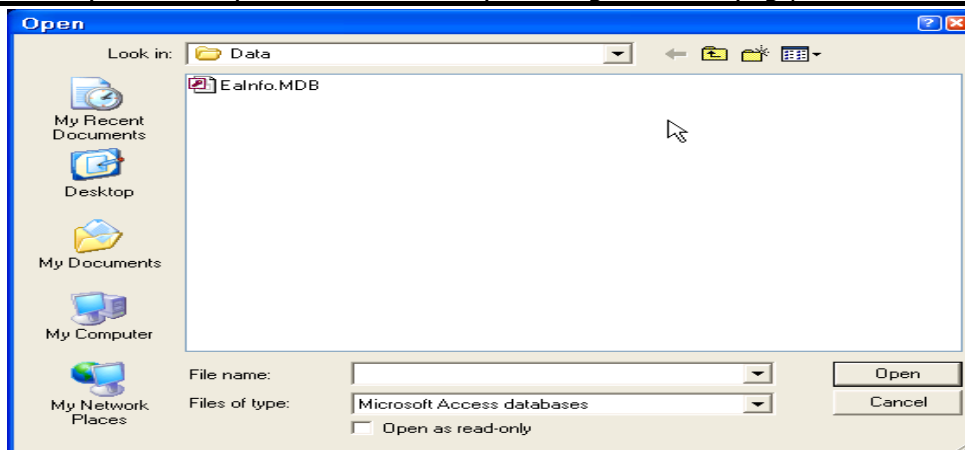 Open
Look in: Data
EaInfo.MDB
My Recent
Documents
Desktop
My Documents
My Computer
My Network
Places
File name:
Open
Files of type: Microsoft Access databases
Cancel
Open as read-only